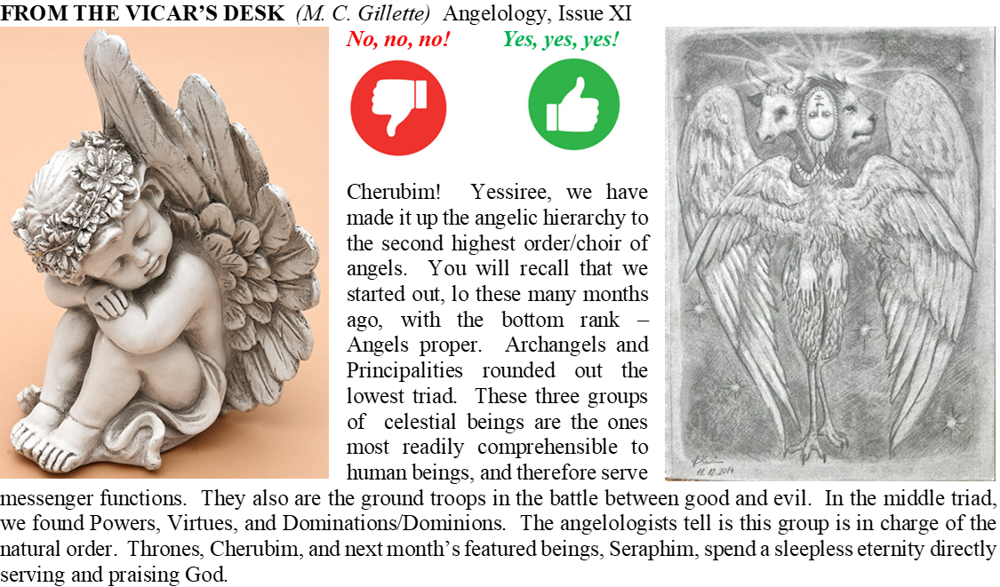 FROM THE VICAR’S DESK (M. C. Gillette) Angelology, Issue XI
No, no, no!
Yes, yes, yes!
Cherubim! Yessiree, we have
made it up the angelic hierarchy to
the second highest order/choir of
angels. You will recall that we
started out, lo these many months
ago, with the bottom rank –
Angels proper. Archangels and
Principalities rounded out the
lowest triad. These three groups
of celestial beings are the ones
most readily comprehensible to
human beings, and therefore serve
messenger functions. They also are the ground troops in the battle between good and evil. In the middle triad,
we found Powers, Virtues, and Dominations/Dominions. The angelologists tell is this group is in charge of the
natural order. Thrones, Cherubim, and next month’s featured beings, Seraphim, spend a sleepless eternity directly
serving and praising God.
11.12.2014